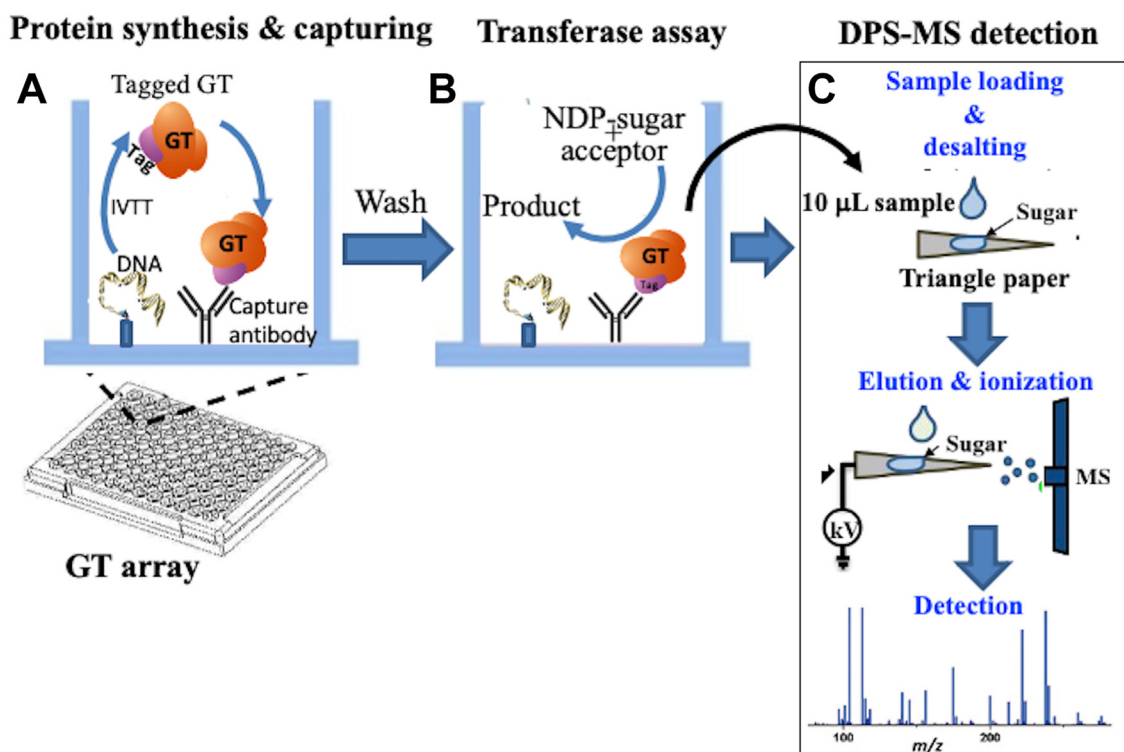 Protein synthesis & capturing
Transferase assay
DPS-MS detection
A
Tagged GT
GT
Tag
IVTT
DNA
GT
Capture
antibody
GT array
Wash
B
NDP-sugar
+
acceptor
Product
GT
Tag
C
Sample loading
&
desalting
10 μL sample
Sugar
Triangle paper
Elution & ionization
Sugar
MS
kV
Detection
100
200
m/z